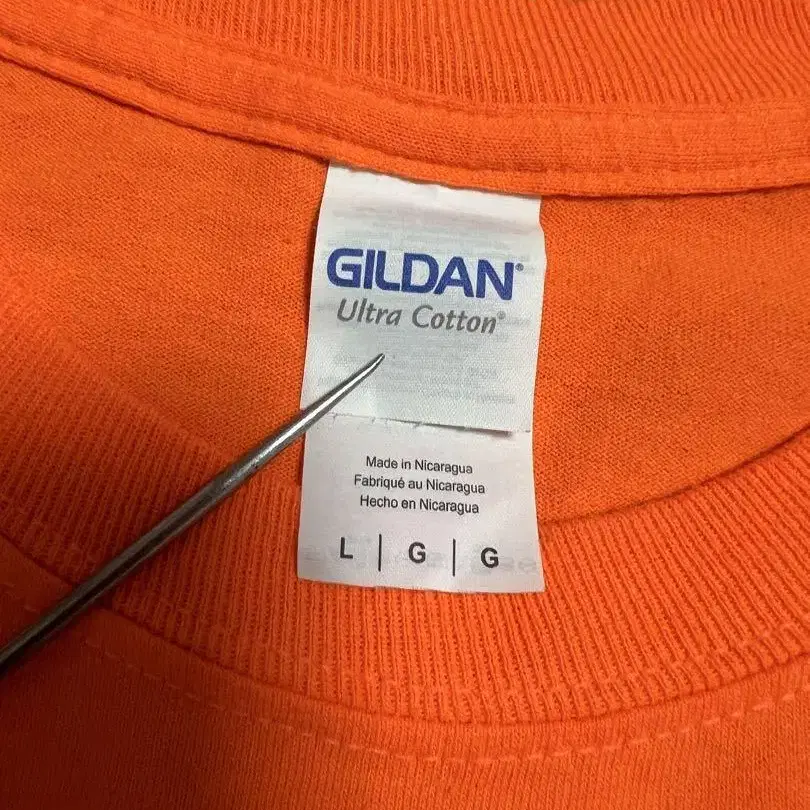 GILDAN®
Ultra Cotton®
Made in Nicaragua
Fabriqué au Nicaragua
Hecho en Nicaragua
L | G | G